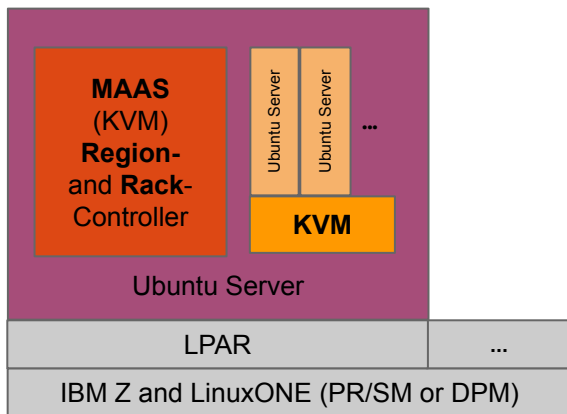 MAAS
(KVM)
Region-
and Rack-
Controller
Ubuntu Server
Ubuntu Server
...
KVM
Ubuntu Server
LPAR
...
IBM Z and LinuxONE (PR/SM or DPM)